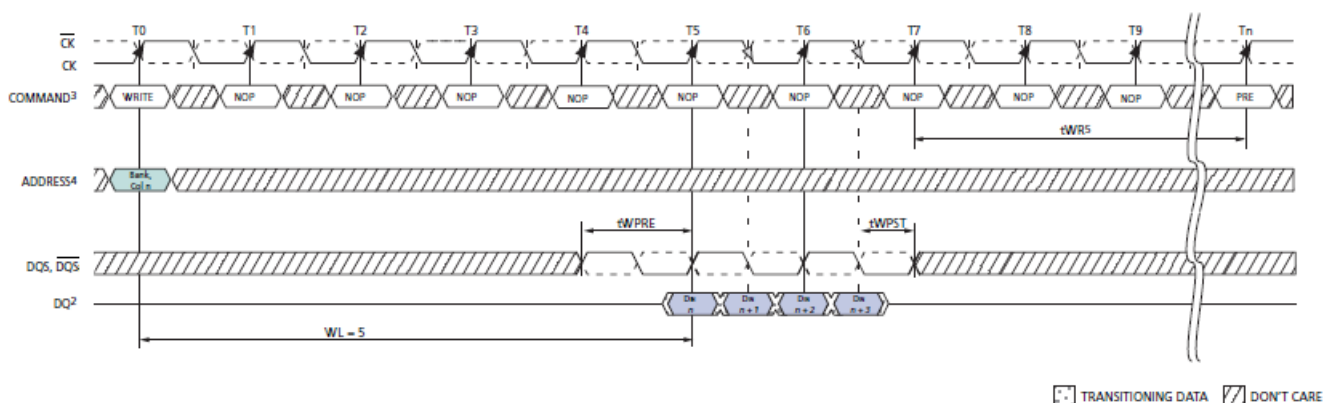 T0 T1 T2 T3 T4 T5 T6 T7 T8 T9 Tn
CK
CK
COMMAND3 WRITE NOP NOP NOP NOP NOP NOP NOP NOP NOP PRE
tWR5
ADDRESS4 Bank, Col n
tWPRE tWPST
DQS, DQS
DQ2 Din n Din n+1 Din n+2 Din n+3
WL = 5
TRANSITIONING DATA DON'T CARE